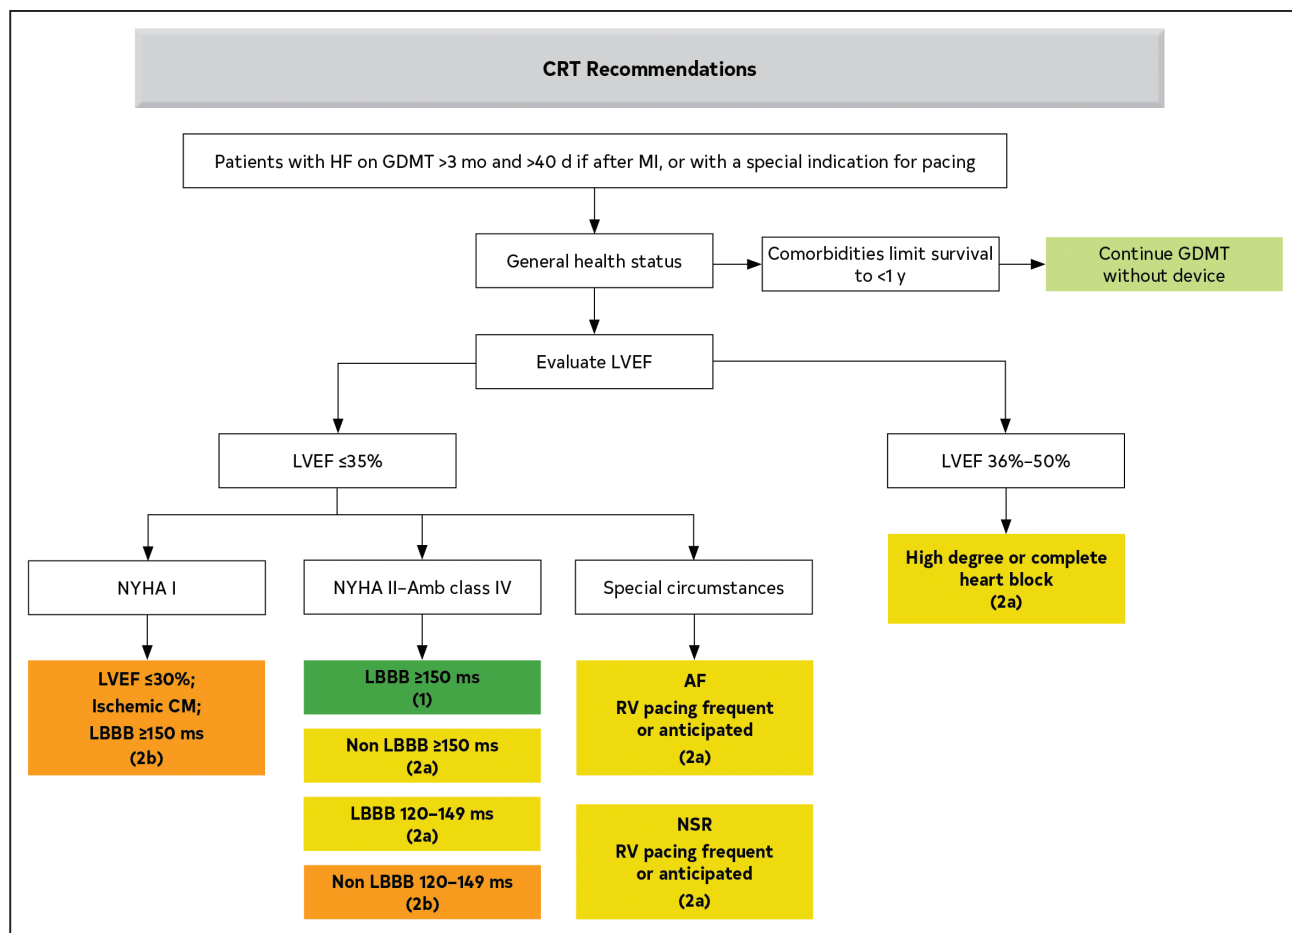 CRT Recommendations
Patients with HF on GDMT >3 mo and >40 d if after MI, or with a special indication for pacing
General health status
Comorbidities limit survival
to <1 y
Continue GDMT
without device
Evaluate LVEF
LVEF ≤35%
LVEF 36%–50%
High degree or complete
heart block
(2a)
NYHA I
NYHA II–Amb class IV
Special circumstances
LVEF ≤30%;
Ischemic CM;
LBBB ≥150 ms
(2b)
LBBB ≥150 ms
(1)
Non LBBB ≥150 ms
(2a)
LBBB 120–149 ms
(2a)
Non LBBB 120–149 ms
(2b)
AF
RV pacing frequent
or anticipated
(2a)
NSR
RV pacing frequent
or anticipated
(2a)